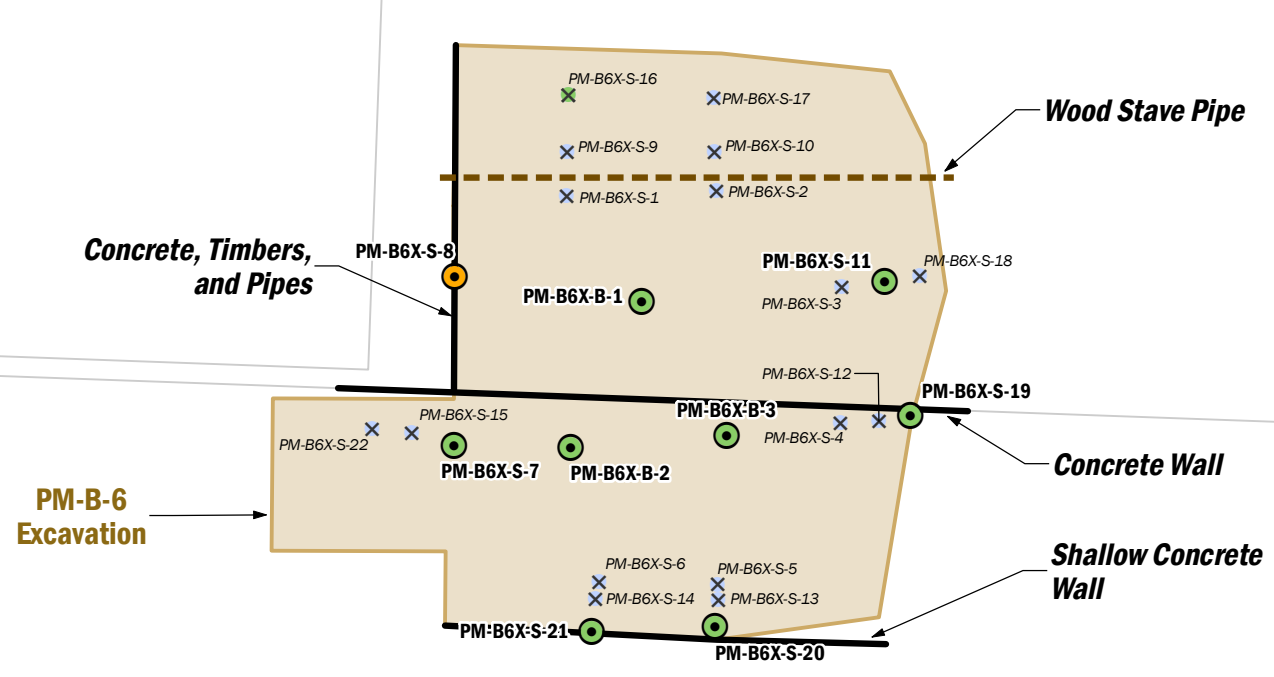 PM-B6X-S-16
PM-B6X-S-17
Wood Stave Pipe
PM-B6X-S-9
PM-B6X-S-10
PM-B6X-S-1
PM-B6X-S-2
Concrete, Timbers,
and Pipes
PM-B6X-S-8
PM-B6X-S-11
PM-B6X-S-18
PM-B6X-B-1
PM-B6X-S-3
PM-B6X-S-12
PM-B6X-S-19
PM-B6X-B-3
PM-B6X-S-15
PM-B6X-S-22
PM-B6X-S-4
PM-B6X-S-7
PM-B6X-B-2
Concrete Wall
PM-B-6
Excavation
PM-B6X-S-6
PM-B6X-S-5
PM-B6X-S-14
PM-B6X-S-13
Shallow Concrete
Wall
PM-B6X-S-21
PM-B6X-S-20